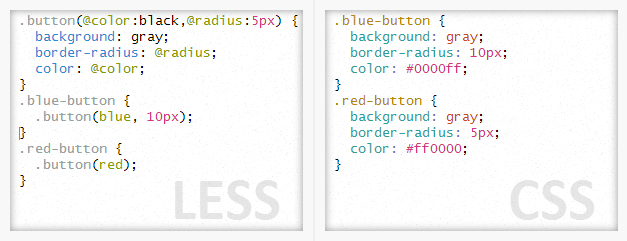 .button(@color:black,@radius:5px) {
  background: gray;
  border-radius: @radius;
  color: @color;
}
.blue-button {
  .button(blue, 10px);
}
.red-button {
  .button(red);
}
LESS
.blue-button {
  background: gray;
  border-radius: 10px;
  color: #0000ff;
}
.red-button {
  background: gray;
  border-radius: 5px;
  color: #ff0000;
}
CSS